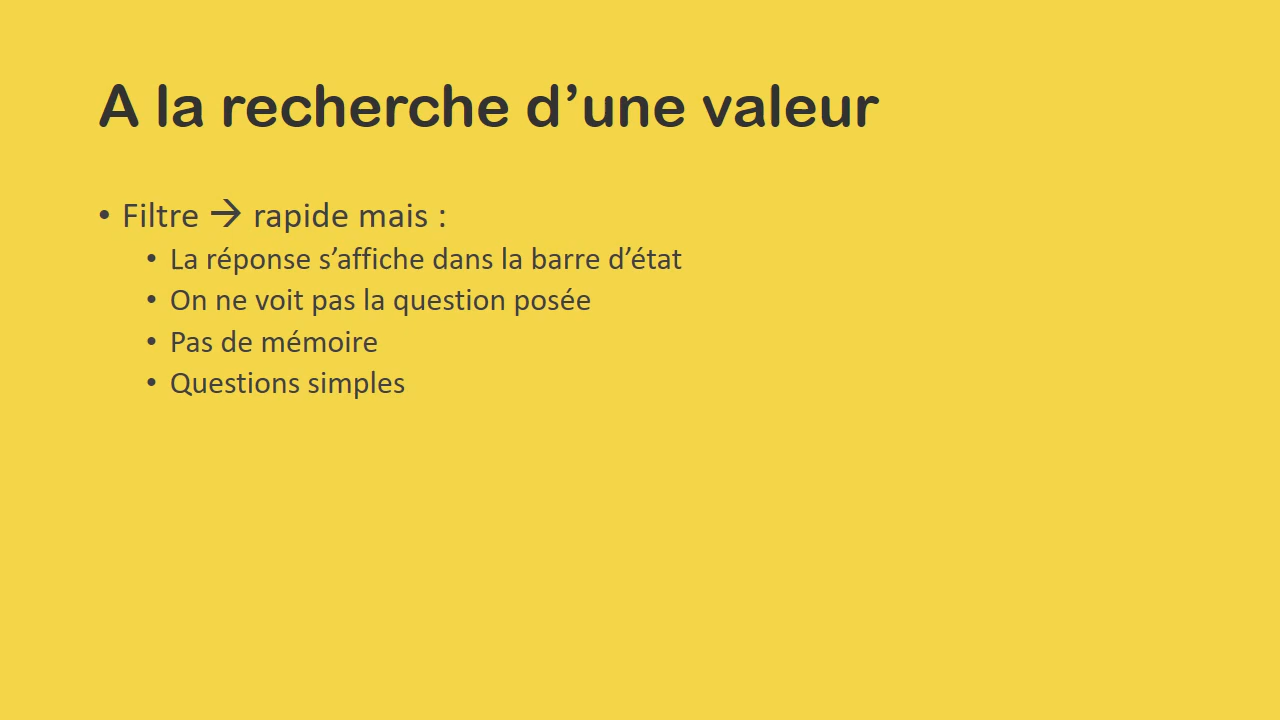 A la recherche d’une valeur
• Filtre → rapide mais :
• La réponse s’affiche dans la barre d’état
• On ne voit pas la question posée
• Pas de mémoire
• Questions simples